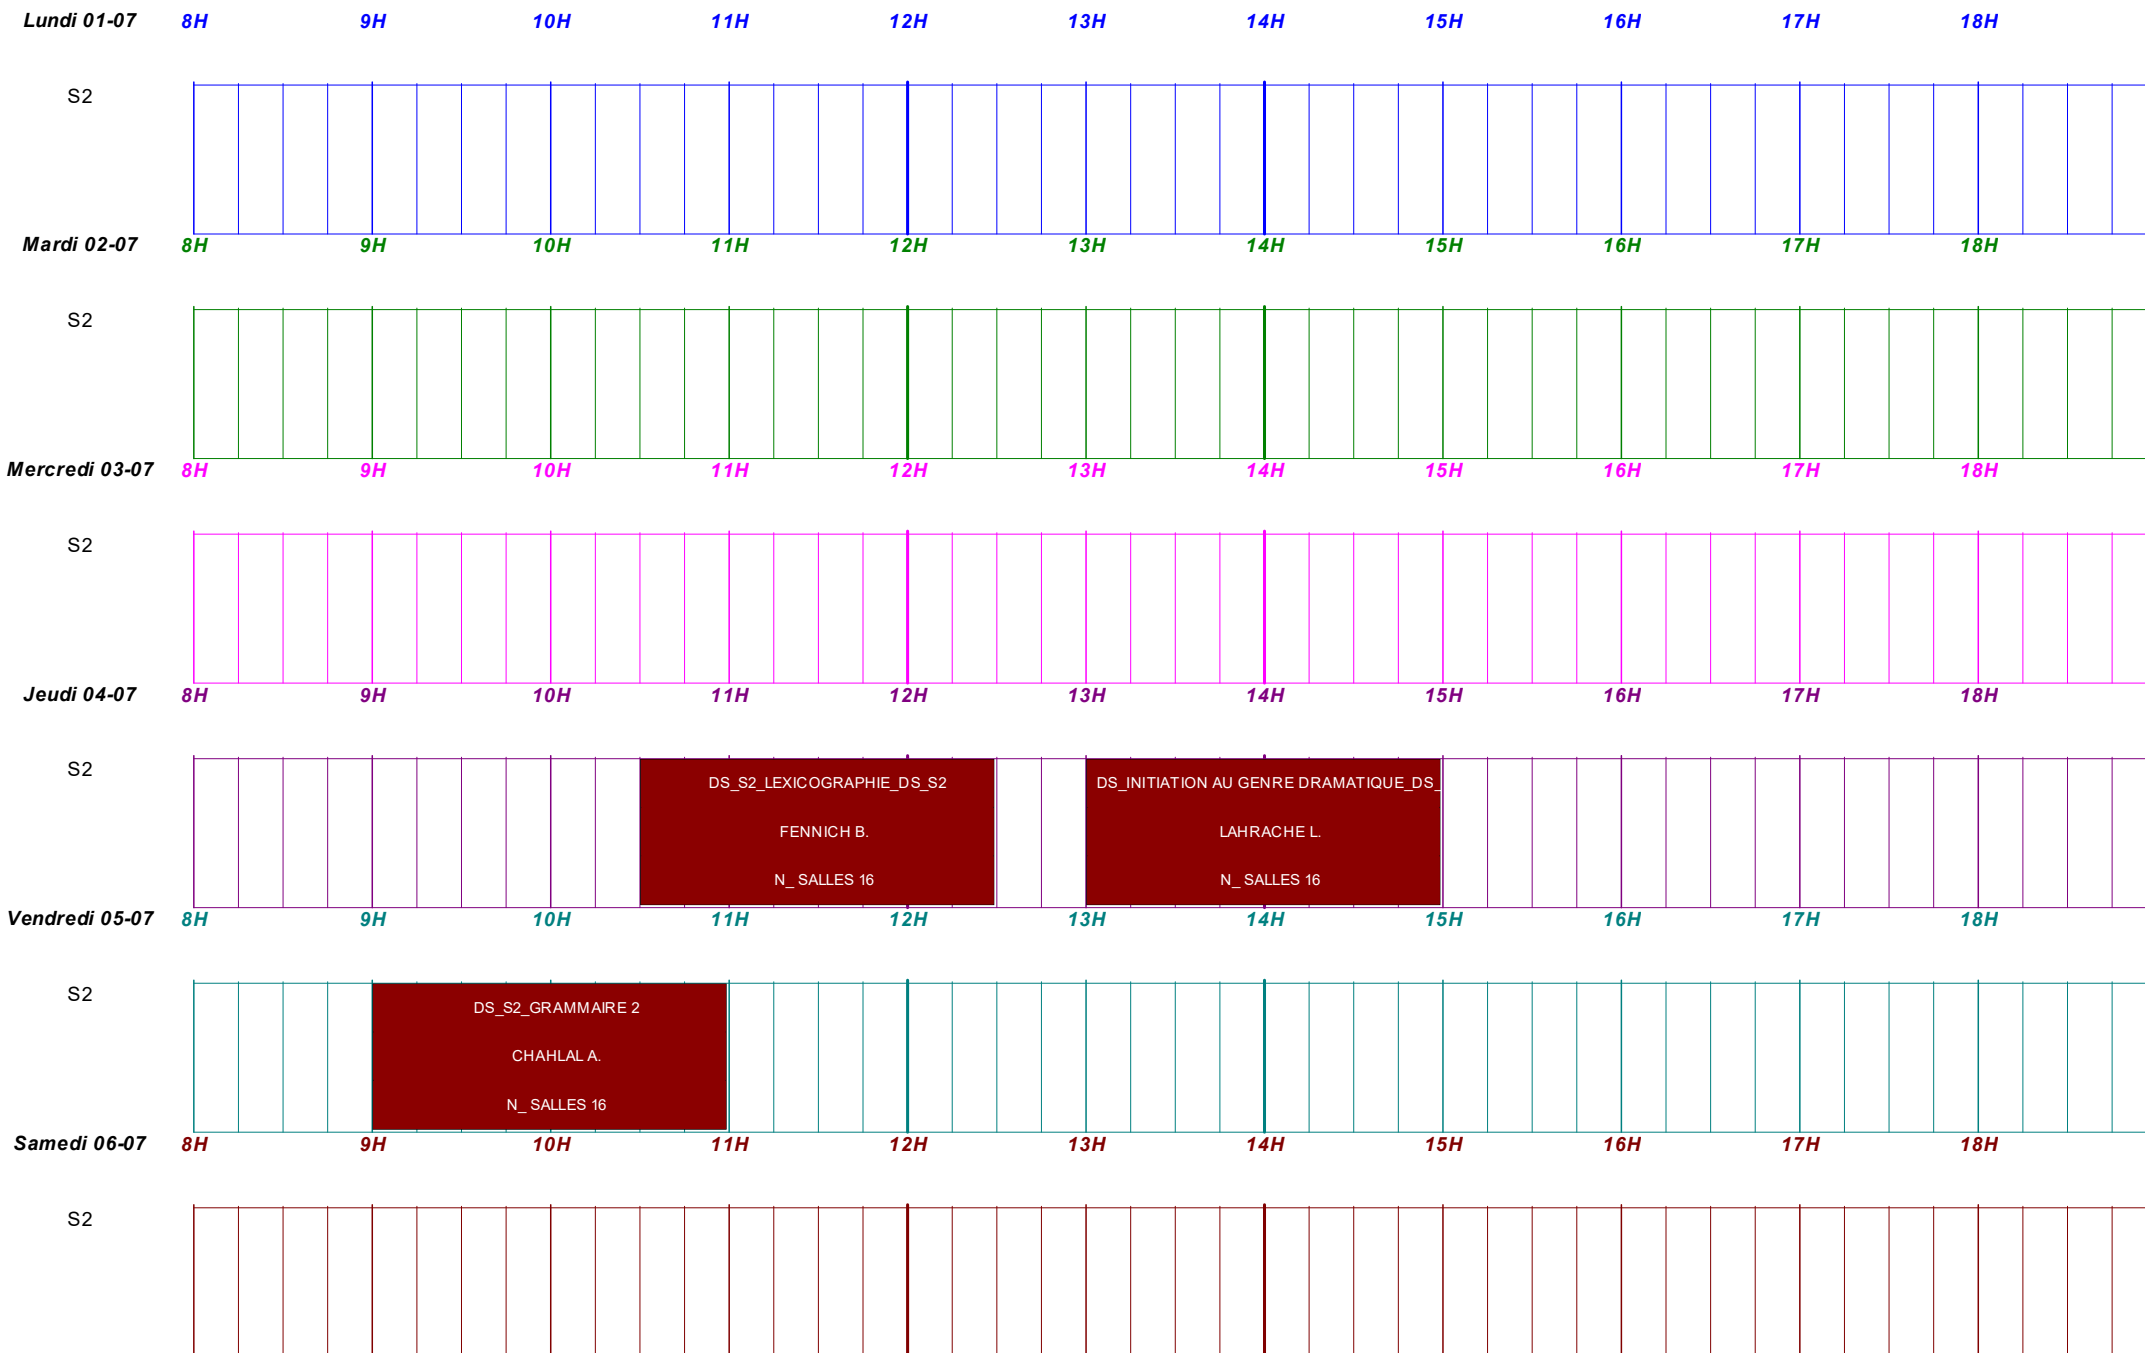 Lundi 01-07 8H 9H 10H 11H 12H 13H 14H 15H 16H 17H 18H
S2
Mardi 02-07 8H 9H 10H 11H 12H 13H 14H 15H 16H 17H 18H
S2
Mercredi 03-07 8H 9H 10H 11H 12H 13H 14H 15H 16H 17H 18H
S2
Jeudi 04-07 8H 9H 10H 11H 12H 13H 14H 15H 16H 17H 18H
S2
DS_S2_LEXICOGRAPHIE_DS_S2
FENNICH B.
N_ SALLES 16
DS_INITIATION AU GENRE DRAMATIQUE_DS_
LAHRACHE L.
N_ SALLES 16
Vendredi 05-07 8H 9H 10H 11H 12H 13H 14H 15H 16H 17H 18H
S2
DS_S2_GRAMMAIRE 2
CHAHLAL A.
N_ SALLES 16
Samedi 06-07 8H 9H 10H 11H 12H 13H 14H 15H 16H 17H 18H
S2